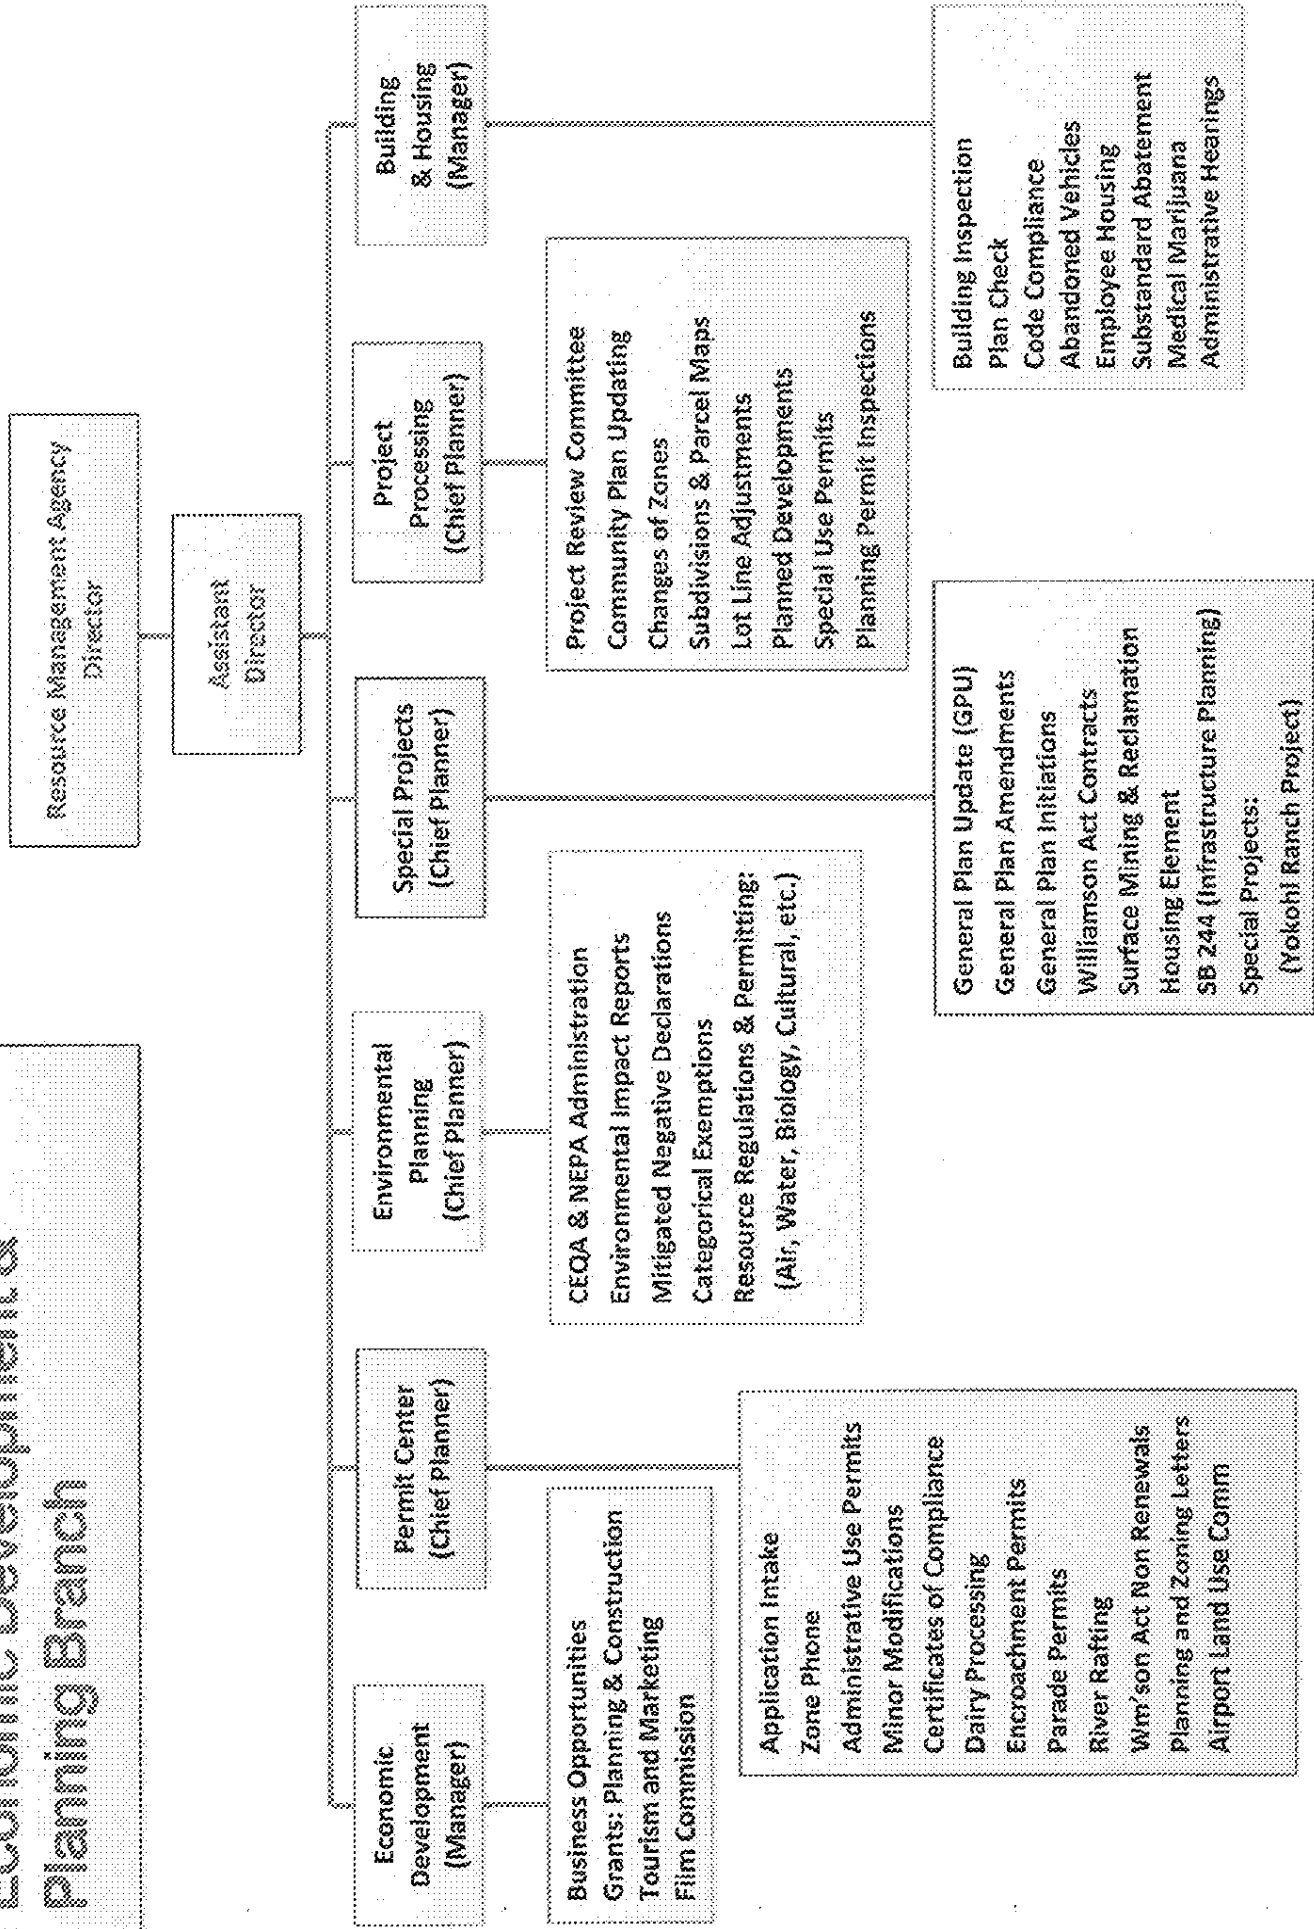 Economic Development &
Planning Branch
Resource Management Agency
Director
Assistant
Director
Economic
Development
(Manager)
Permit Center
(Chief Planner)
Environmental
Planning
(Chief Planner)
Special Projects
(Chief Planner)
Project
Processing
(Chief Planner)
Building
& Housing
(Manager)
Business Opportunities
Grants: Planning & Construction
Tourism and Marketing
Film Commission
Application Intake
Zone Phone
Administrative Use Permits
Minor Modifications
Certificates of Compliance
Dairy Processing
Encroachment Permits
Parade Permits
River Rafting
Wm'son Act Non Renewals
Planning and Zoning Letters
Airport Land Use Comm
CEQA & NEPA Administration
Environmental Impact Reports
Mitigated Negative Declarations
Categorical Exemptions
Resource Regulations & Permitting:
(Air, Water, Biology, Cultural, etc.)
General Plan Update (GPU)
General Plan Amendments
General Plan Initiations
Williamson Act Contracts
Surface Mining & Reclamation
Housing Element
SB 244 (Infrastructure Planning)
Special Projects:
(Yokohl Ranch Project)
Project Review Committee
Community Plan Updating
Changes of Zones
Subdivisions & Parcel Maps
Lot Line Adjustments
Planned Developments
Special Use Permits
Planning Permit Inspections
Building Inspection
Plan Check
Code Compliance
Abandoned Vehicles
Employee Housing
Substandard Abatement
Medical Marijuana
Administrative Hearings